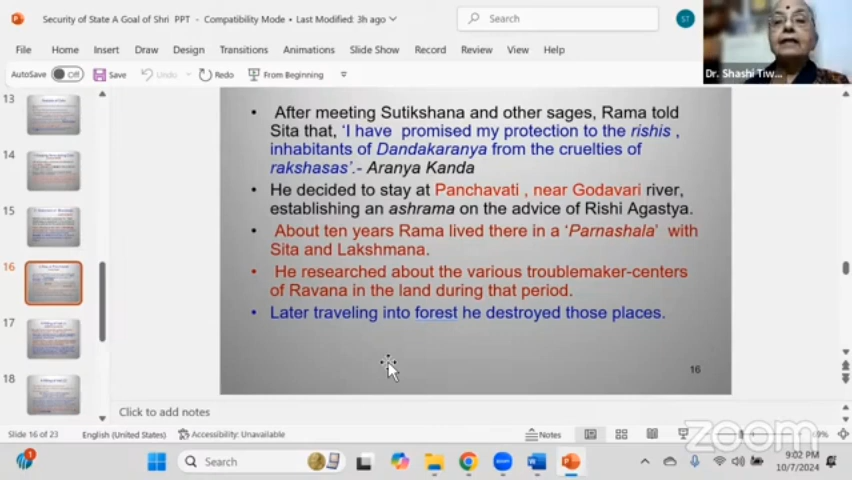 Security of State A Goal of Shri PPT - Compatibility Mode • Last Modified: 3h ago
Search
ST
File Home Insert Draw Design Transitions Animations Slide Show Record Review View Help
AutoSave Off Save Undo Redo From Beginning
Dr. Shashi Tiw...
13
14
15
16
17
18
• After meeting Sutikshana and other sages, Rama told
Sita that, 'I have promised my protection to the rishis ,
inhabitants of Dandakaranya from the cruelties of
rakshasas'.- Aranya Kanda
• He decided to stay at Panchavati , near Godavari river,
establishing an ashrama on the advice of Rishi Agastya.
• About ten years Rama lived there in a 'Parnashala' with
Sita and Lakshmana.
• He researched about the various troublemaker-centers
of Ravana in the land during that period.
• Later traveling into forest he destroyed those places.
16
Click to add notes
Slide 16 of 23 English (United States) Accessibility: Unavailable Notes
zoom
Search
9:02 PM
10/7/2024